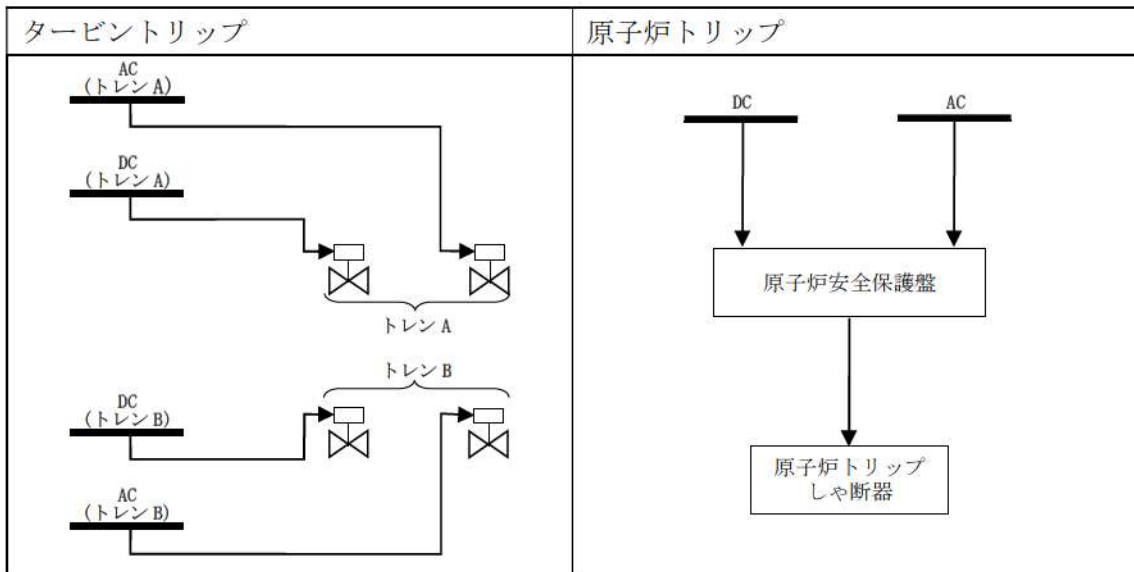 タービントリップ
原子炉トリップ
AC
(トレンA)
DC
(トレンA)
トレンA
トレンB
DC
(トレンB)
AC
(トレンB)
DC
AC
原子炉安全保護盤
原子炉トリップ
しゃ断器